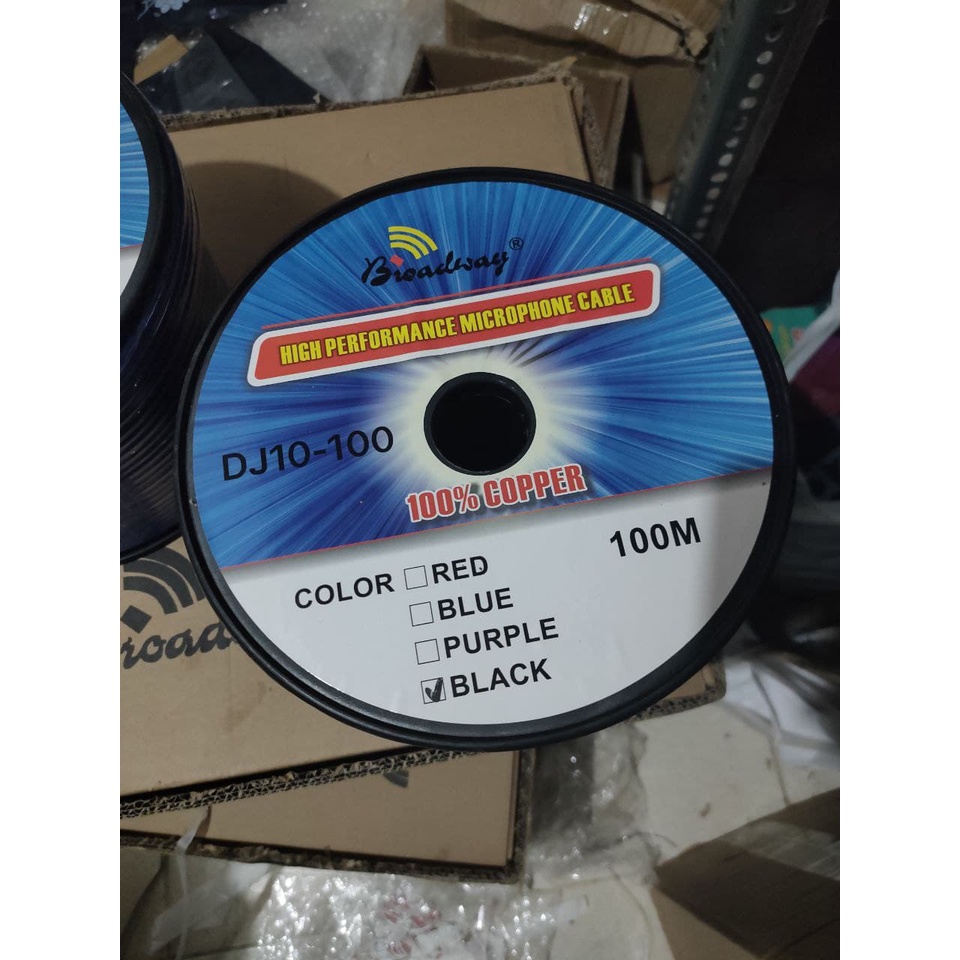 Broadway®
HIGH PERFORMANCE MICROPHONE CABLE
DJ10-100
100% COPPER
100M
COLOR ☐ RED
☐ BLUE
☐ PURPLE
☑ BLACK